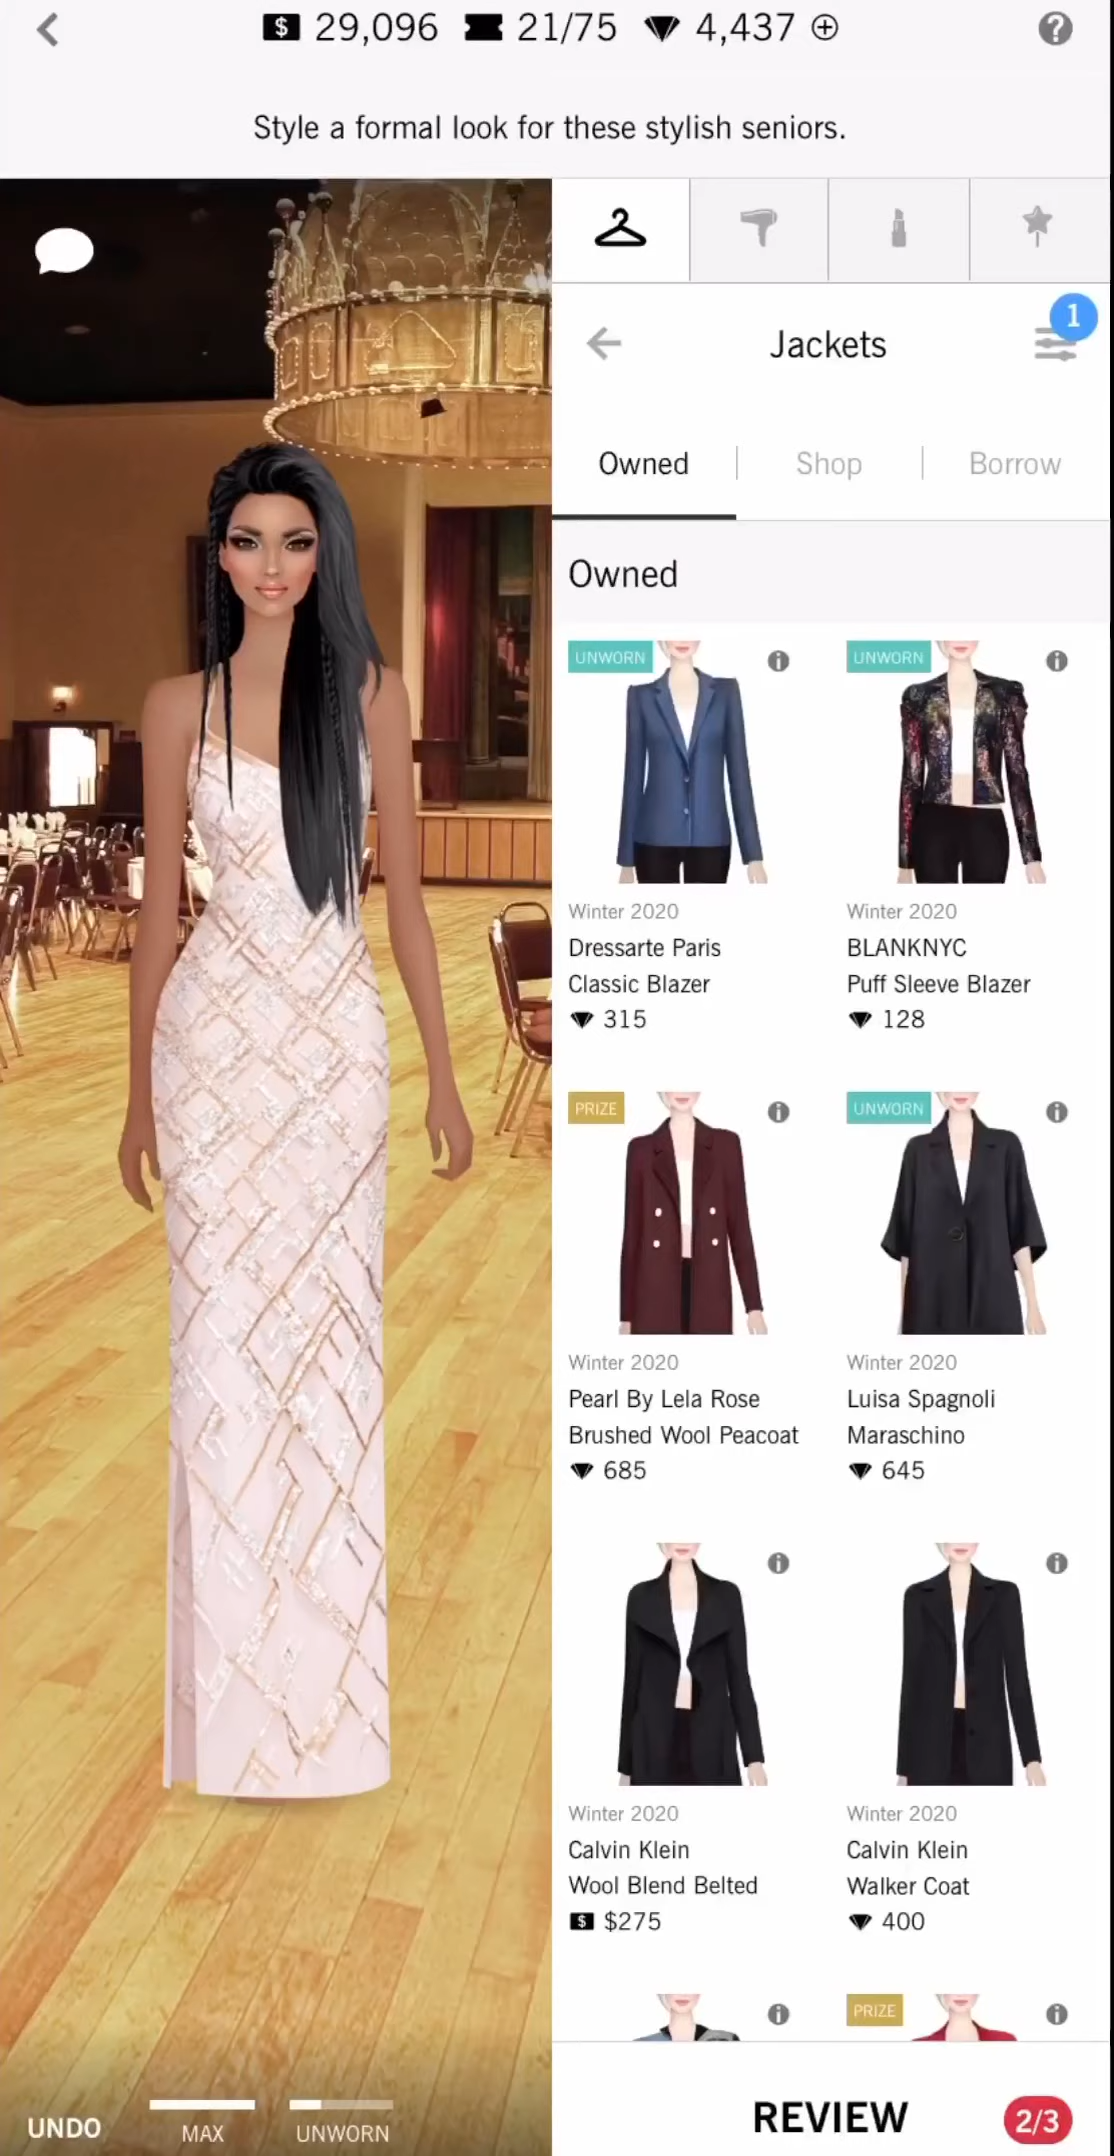 $ 29,096 21/75 4,437
Style a formal look for these stylish seniors.
1
Jackets
Owned
Shop
Borrow
Owned
UNWORN
Winter 2020
Dressarte Paris
Classic Blazer
315
UNWORN
Winter 2020
BLANKNYC
Puff Sleeve Blazer
128
PRIZE
Winter 2020
Pearl By Lela Rose
Brushed Wool Peacoat
685
UNWORN
Winter 2020
Luisa Spagnoli
Maraschino
645
Winter 2020
Calvin Klein
Wool Blend Belted
$ $275
Winter 2020
Calvin Klein
Walker Coat
400
PRIZE
UNDO
MAX
UNWORN
REVIEW
2/3